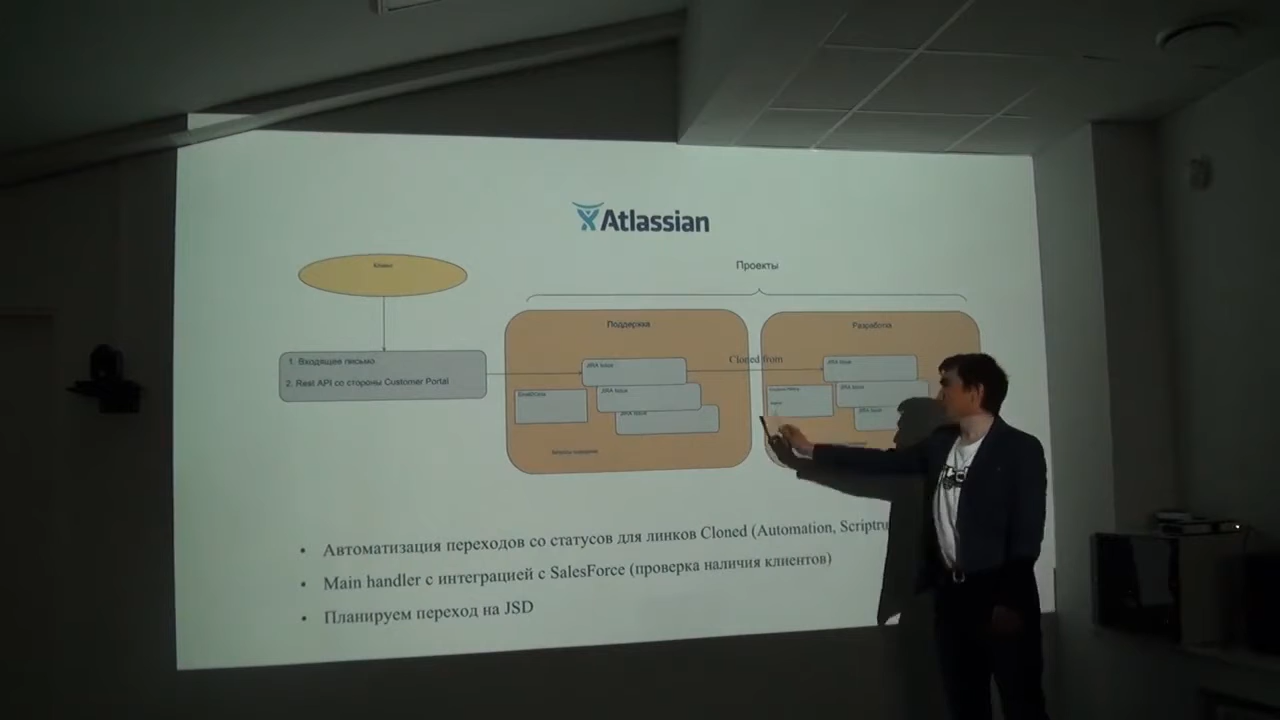 Atlassian
Клиент
Проекты
Поддержка
Разработка
1. Входящее письмо
2. Rest API со стороны Customer Portal
Cloned from
JIRA Issue
JIRA Issue
JIRA Issue
JIRA Issue
JIRA Issue
JIRA Issue
• Автоматизация переходов со статусов для линков Cloned (Automation,
• Main handler с интеграцией с SalesForce (проверка наличия клиентов)
• Планируем переход на JSD